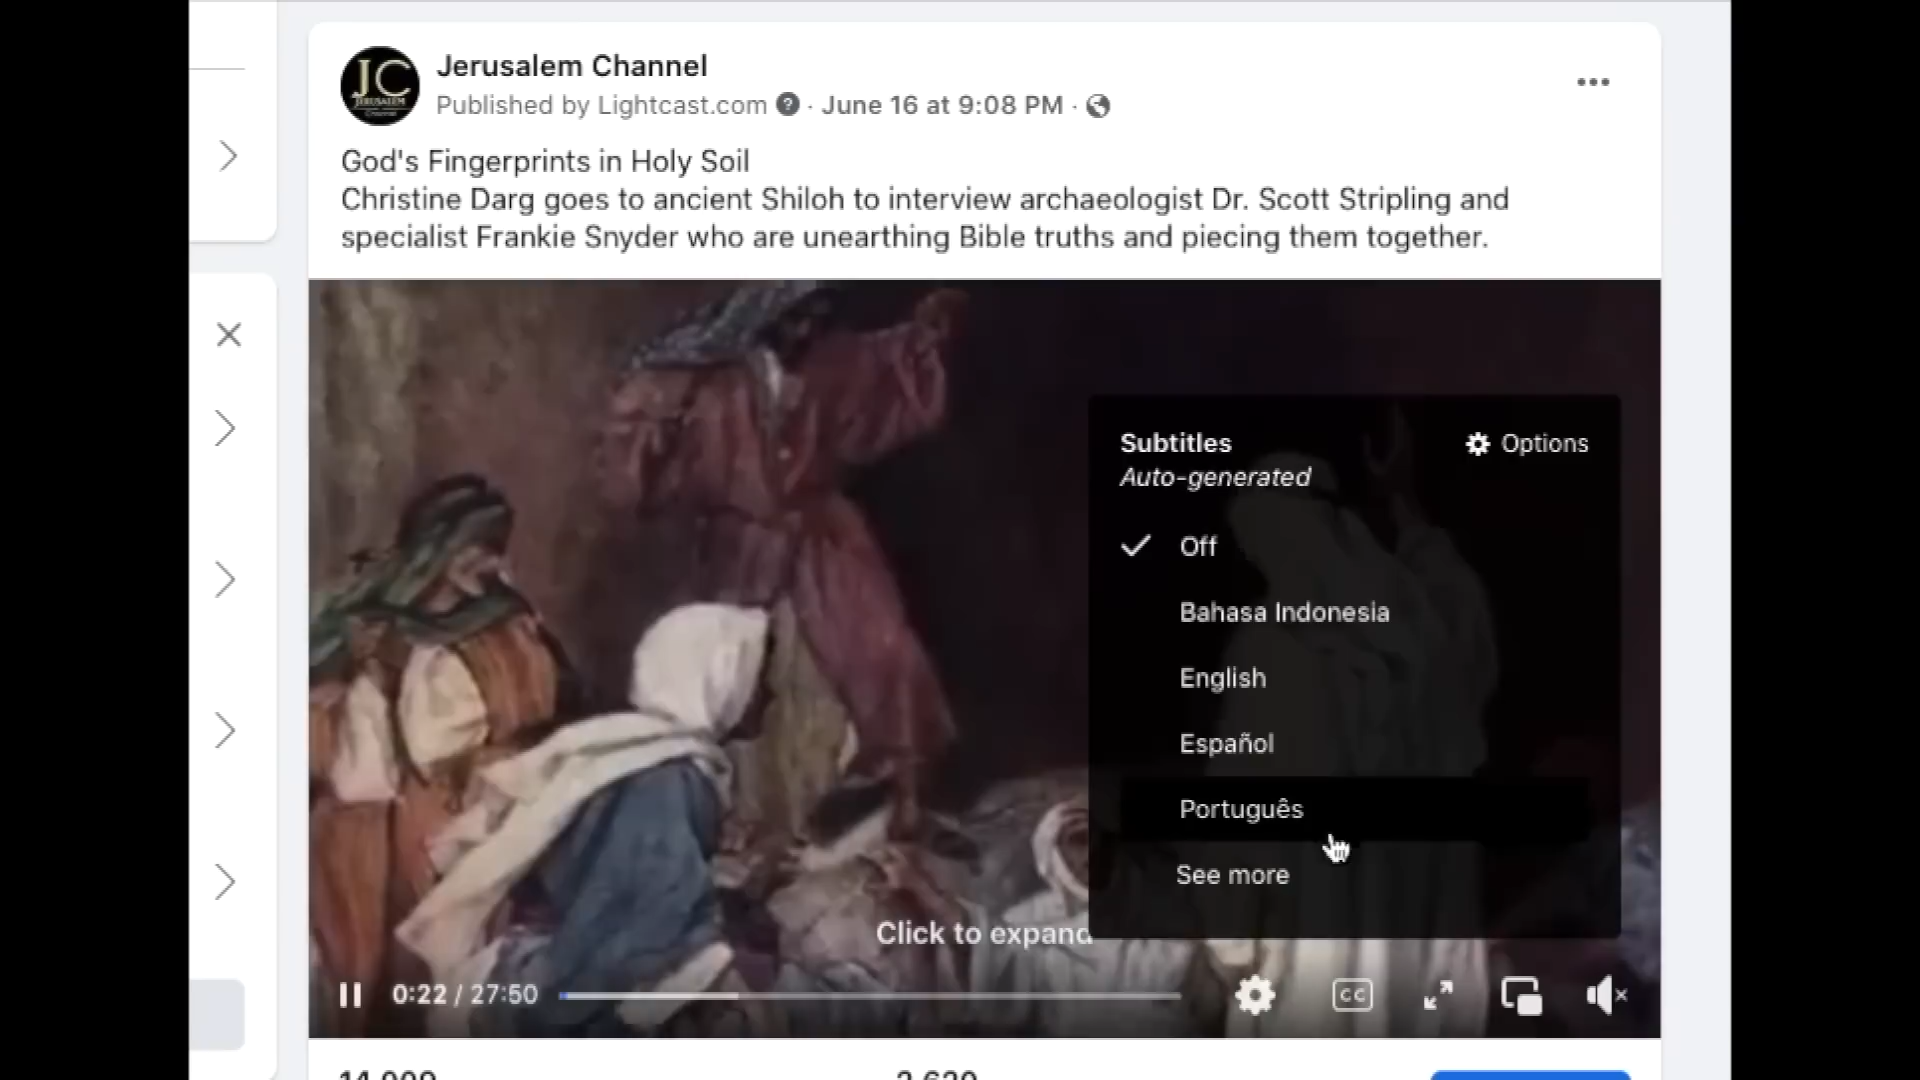 JC
JERUSALEM
Channel
Jerusalem Channel
Published by Lightcast.com ? · June 16 at 9:08 PM ·
God's Fingerprints in Holy Soil
Christine Darg goes to ancient Shiloh to interview archaeologist Dr. Scott Stripling and
specialist Frankie Snyder who are unearthing Bible truths and piecing them together.
Subtitles
Options
Auto-generated
Off
Bahasa Indonesia
English
Español
Português
See more
Click to expand
0:22 / 27:50
CC